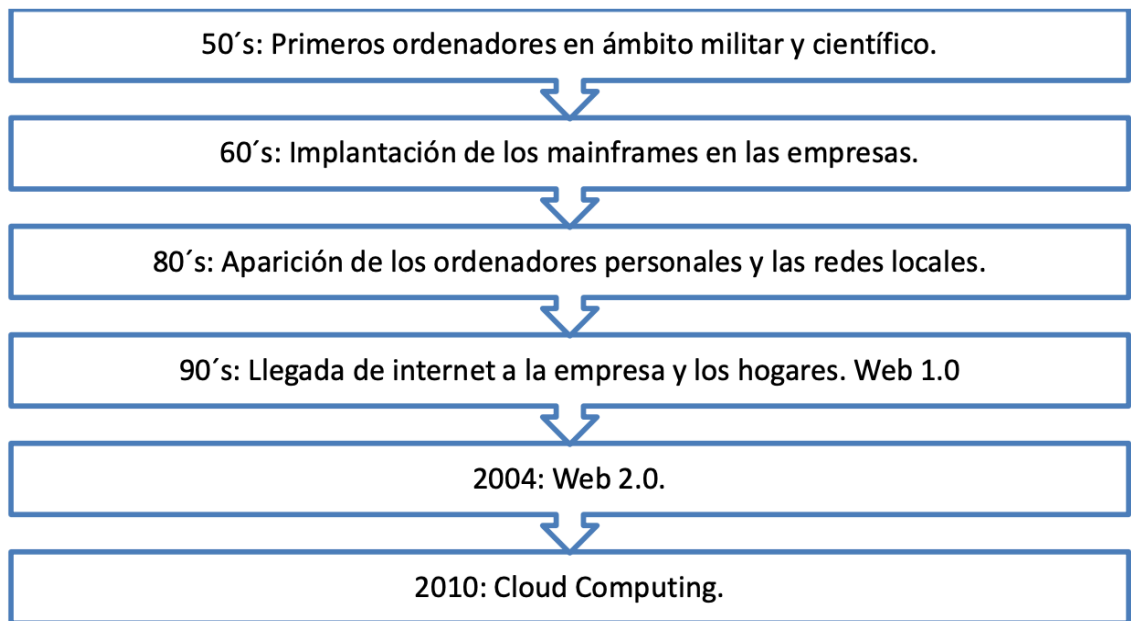 50´s: Primeros ordenadores en ámbito militar y científico.
60´s: Implantación de los mainframes en las empresas.
80´s: Aparición de los ordenadores personales y las redes locales.
90´s: Llegada de internet a la empresa y los hogares. Web 1.0
2004: Web 2.0.
2010: Cloud Computing.